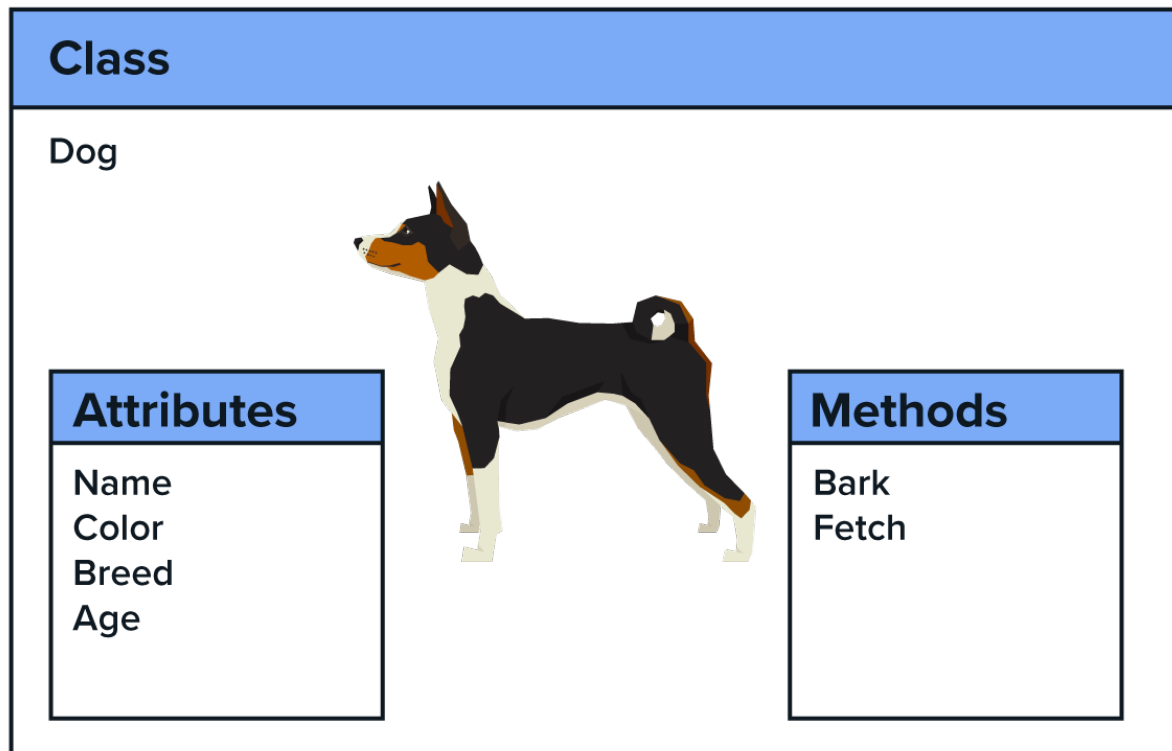 Class
Dog
Attributes
Name
Color
Breed
Age
Methods
Bark
Fetch